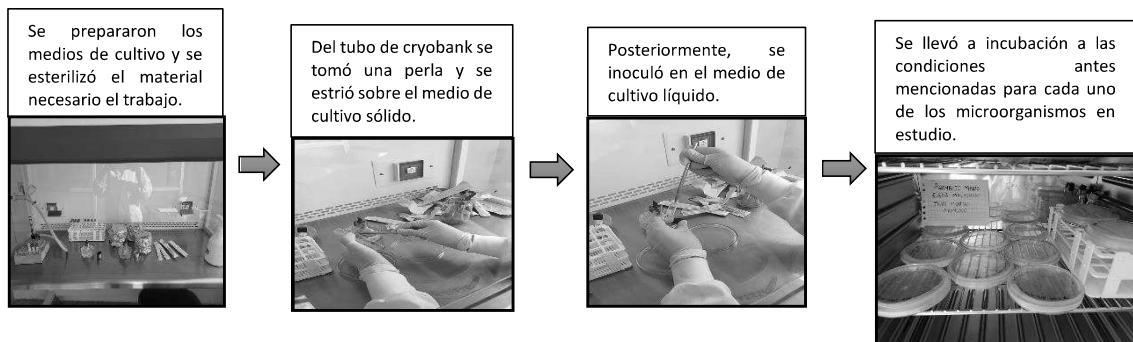 Se prepararon los
medios de cultivo y se
esterilizó el material
necesario el trabajo.
Del tubo de cryobank se
tomó una perla y se
estrió sobre el medio de
cultivo sólido.
Posteriormente, se
inoculó en el medio de
cultivo líquido.
Se llevó a incubación a las
condiciones antes
mencionadas para cada uno
de los microorganismos en
estudio.